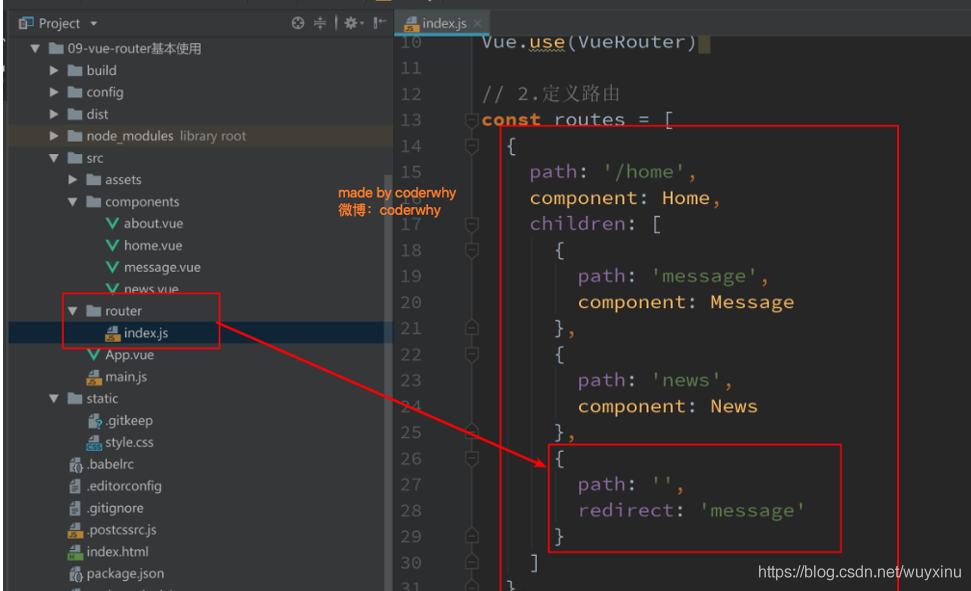 Project
09-vue-router基本使用
build
config
dist
node_modules library root
src
assets
components
about.vue
home.vue
message.vue
news.vue
router
index.js
App.vue
main.js
static
.gitkeep
style.css
.babelrc
.editorconfig
.gitignore
.postcssrc.js
index.html
package.json
made by coderwhy
微博：coderwhy
index.js
10 Vue.use(VueRouter)
11
12 // 2.定义路由
13 const routes = [
14 {
15 path: '/home',
16 component: Home,
17 children: [
18 {
19 path: 'message',
20 component: Message
21 },
22 {
23 path: 'news',
24 component: News
25 },
26 {
27 path: '',
28 redirect: 'message'
29 }
30 ]
31 }
https://blog.csdn.net/wuyxinu